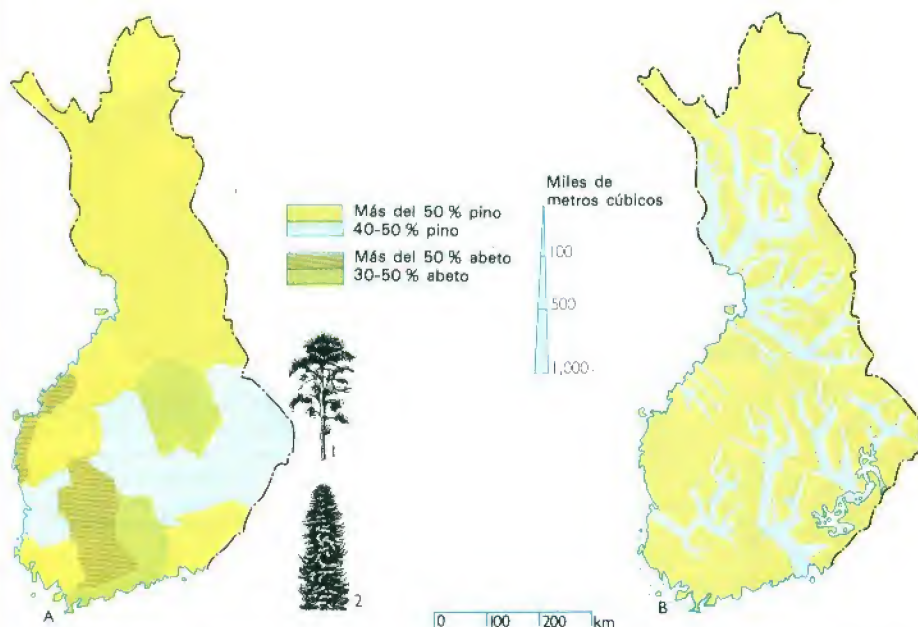 Más del 50 % pino
40-50 % pino
Más del 50 % abeto
30-50 % abeto
Miles de
metros cúbicos
100
500
1,000
1
2
A
B
0 100 200 km